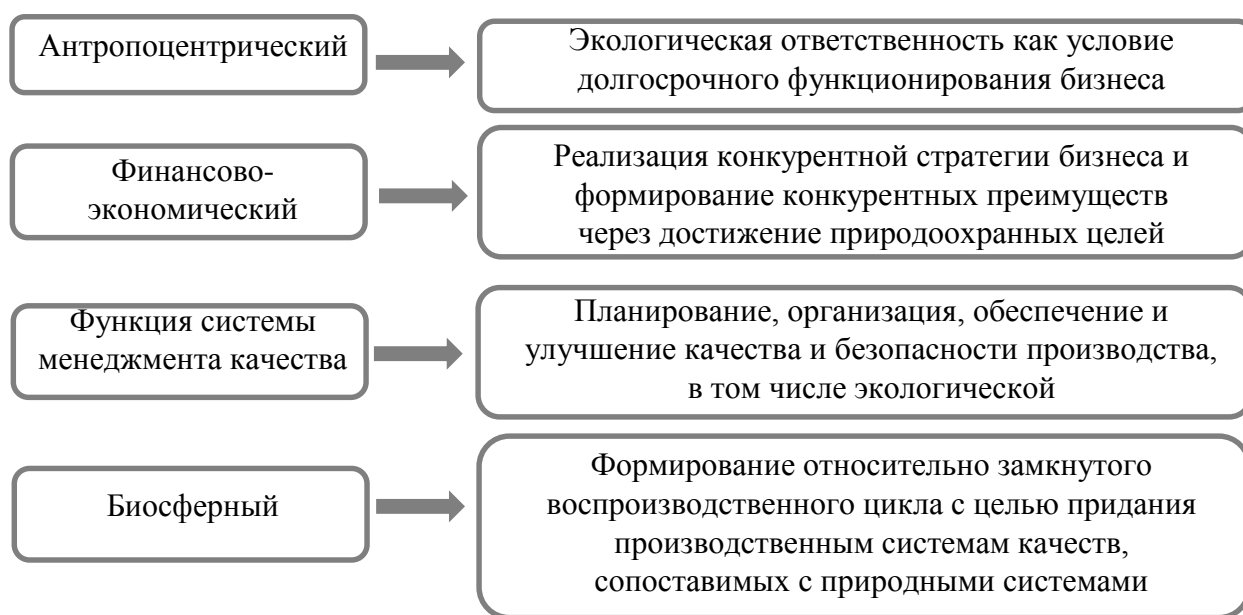 Антропоцентрический
Экологическая ответственность как условие
долгосрочного функционирования бизнеса
Финансово-
экономический
Реализация конкурентной стратегии бизнеса и
формирование конкурентных преимуществ
через достижение природоохранных целей
Функция системы
менеджмента качества
Планирование, организация, обеспечение и
улучшение качества и безопасности производства,
в том числе экологической
Биосферный
Формирование относительно замкнутого
воспроизводственного цикла с целью придания
производственным системам качеств,
сопоставимых с природными системами